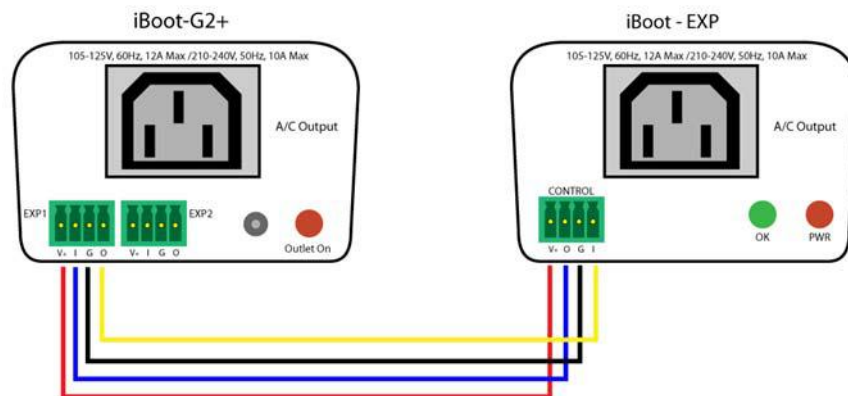 iBoot-G2+
105-125V, 60Hz, 12A Max /210-240V, 50Hz, 10A Max
A/C Output
EXP1
EXP2
V+ I G O
V+ I G O
Outlet On
iBoot - EXP
105-125V, 60Hz, 12A Max /210-240V, 50Hz, 10A Max
A/C Output
CONTROL
V+ O G I
OK
PWR